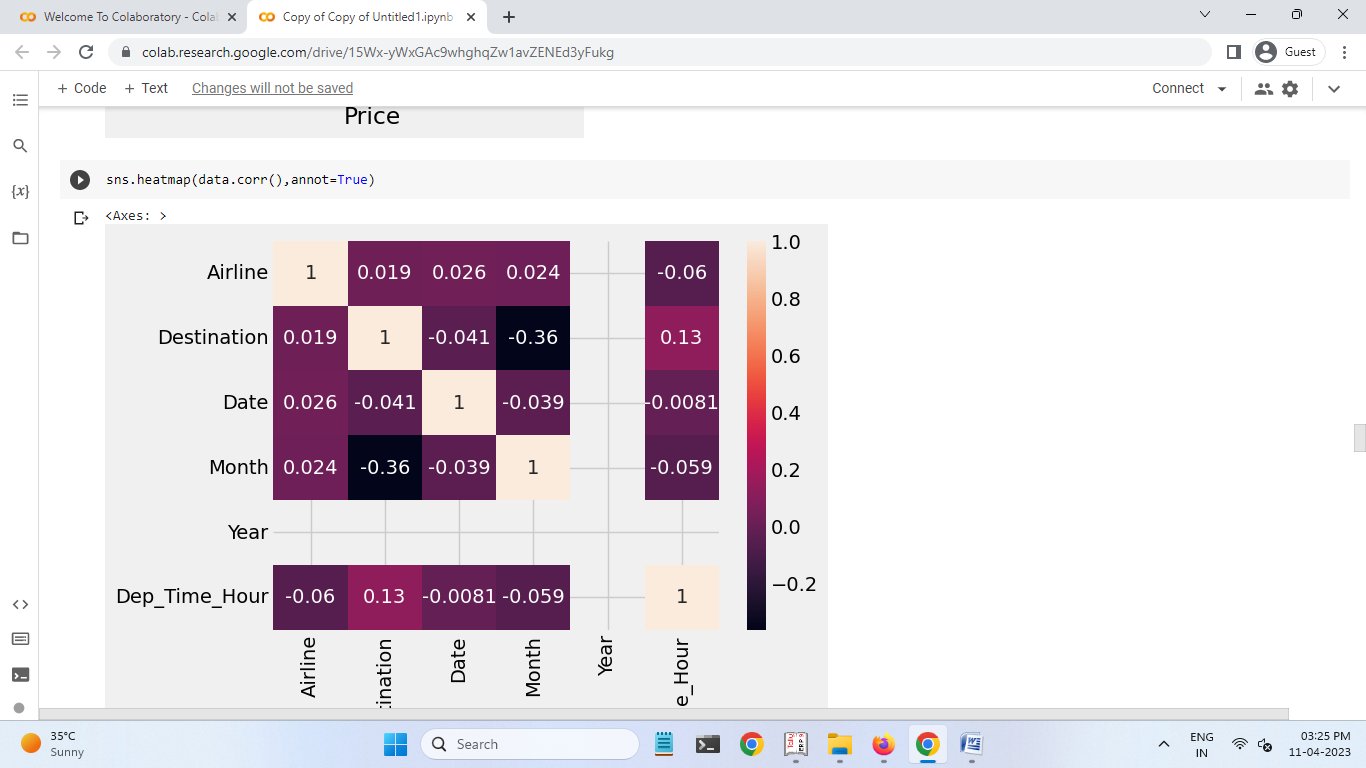 Welcome To Colaboratory - Cola
Copy of Copy of Untitled1.ipynb
colab.research.google.com/drive/15Wx-yWxGAc9whghqZw1avZENEd3yFukg
Guest
+ Code + Text Changes will not be saved Connect
Price
{x}
sns.heatmap(data.corr(),annot=True)
<Axes: >
Airline 1 0.019 0.026 0.024 -0.06
Destination 0.019 1 -0.041 -0.36 0.13
Date 0.026 -0.041 1 -0.039 -0.0081
Month 0.024 -0.36 -0.039 1 -0.059
Year
Dep_Time_Hour -0.06 0.13 -0.0081 -0.059 1
1.0
0.8
0.6
0.4
0.2
0.0
−0.2
Airline
ination
Date
Month
Year
e_Hour
35°C
Sunny
Search
ENG
IN
03:25 PM
11-04-2023